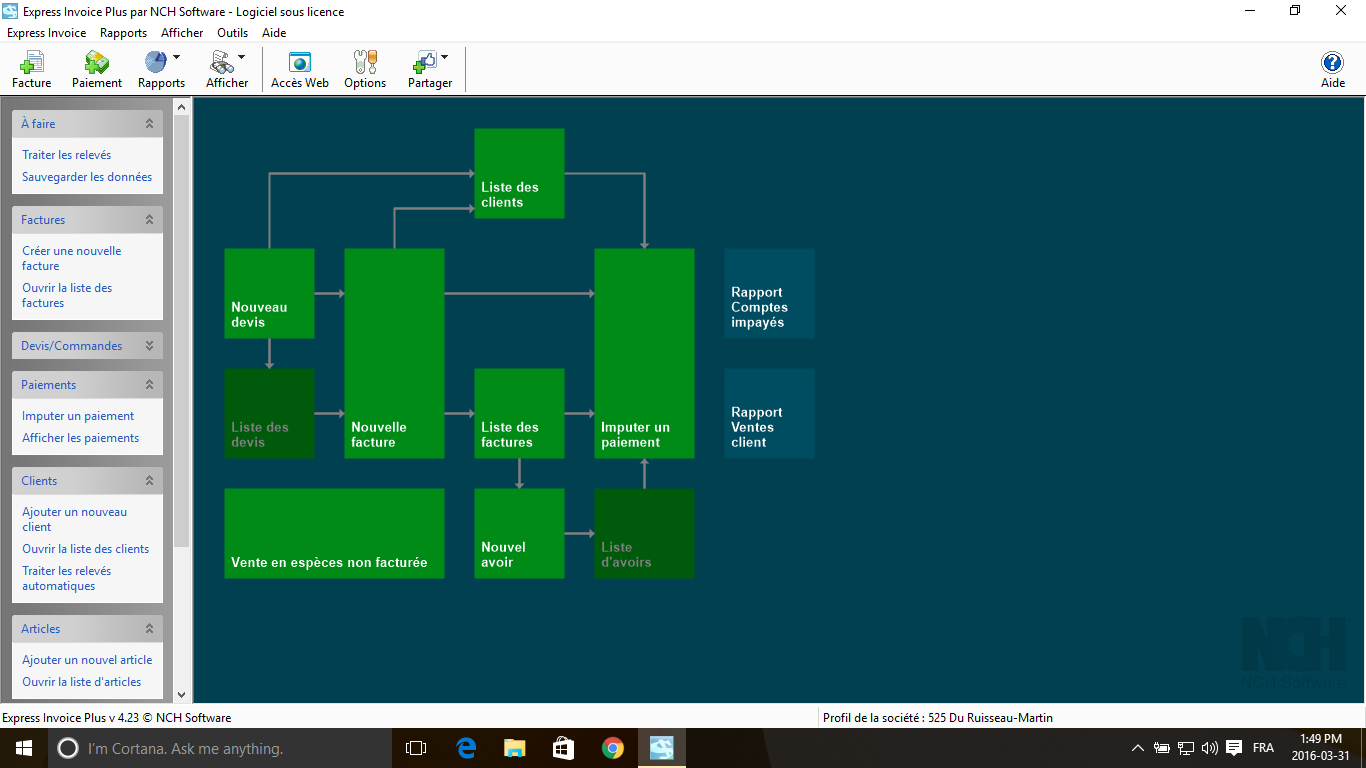 Express Invoice Plus par NCH Software - Logiciel sous licence
Express Invoice Rapports Afficher Outils Aide
Facture Paiement Rapports Afficher Accès Web Options Partager Aide
À faire
Traiter les relevés
Sauvegarder les données
Factures
Créer une nouvelle
facture
Ouvrir la liste des
factures
Devis/Commandes
Paiements
Imputer un paiement
Afficher les paiements
Clients
Ajouter un nouveau
client
Ouvrir la liste des clients
Traiter les relevés
automatiques
Articles
Ajouter un nouvel article
Ouvrir la liste d'articles
Liste des
clients
Nouveau
devis
Rapport
Comptes
impayés
Liste des
devis
Nouvelle
facture
Liste des
factures
Imputer un
paiement
Rapport
Ventes
client
Vente en espèces non facturée
Nouvel
avoir
Liste
d'avoirs
NCH
NCH Software
Express Invoice Plus v 4.23 © NCH Software
Profil de la société : 525 Du Ruisseau-Martin
I'm Cortana. Ask me anything.
FRA
1:49 PM
2016-03-31